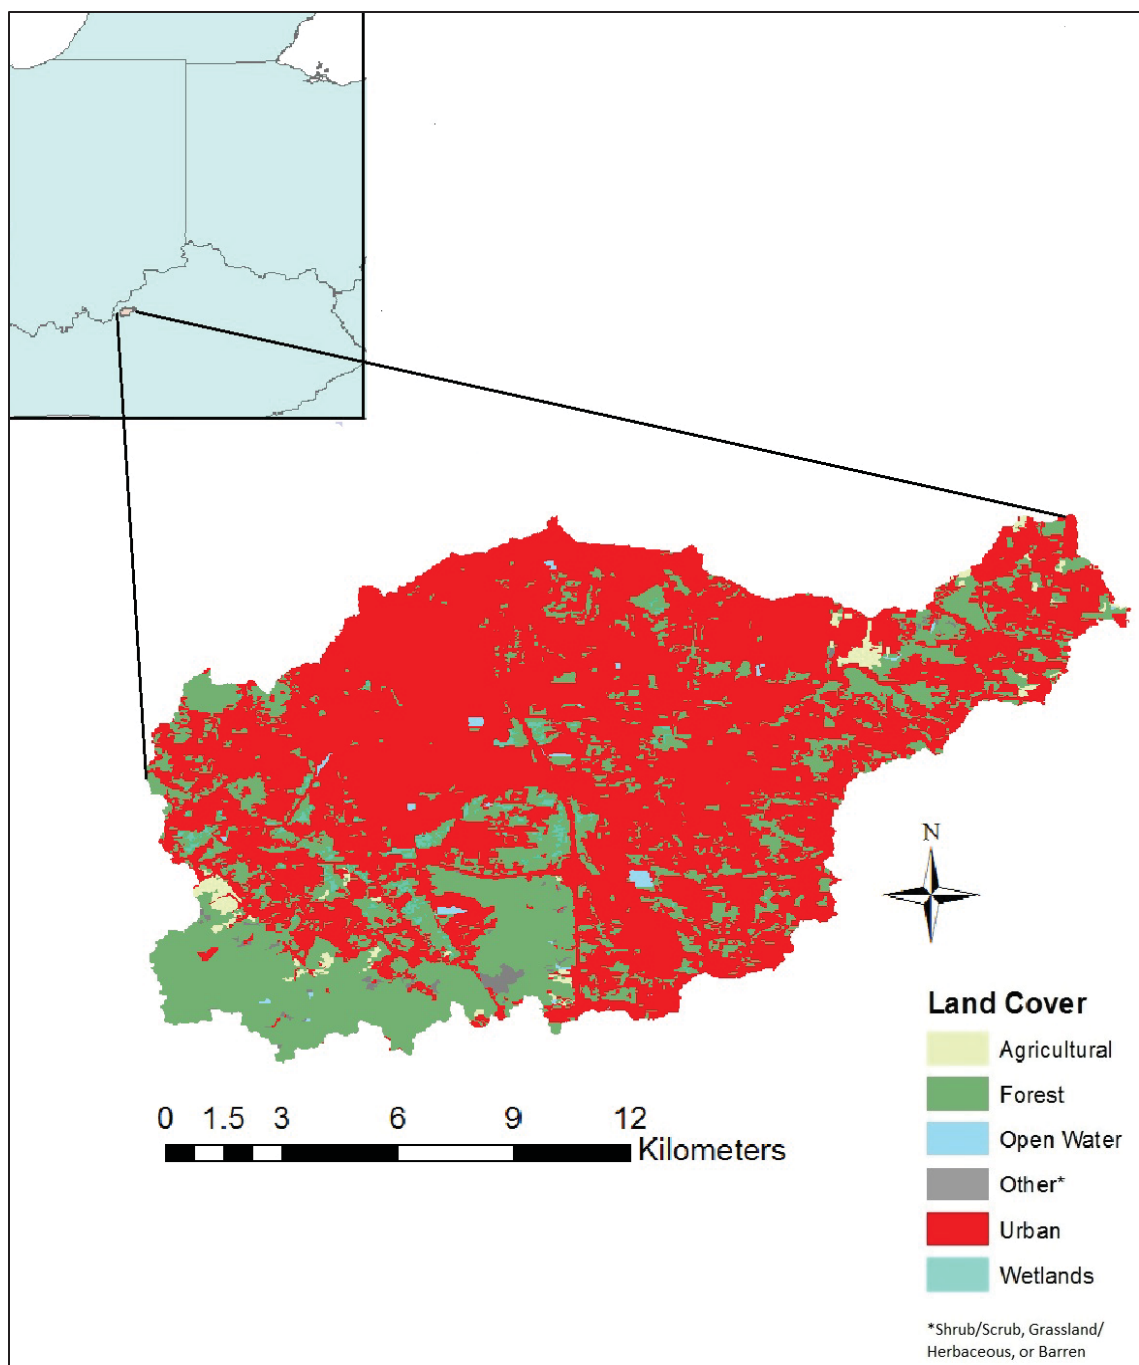 N
Land Cover
Agricultural
Forest
Open Water
Other*
Urban
Wetlands
*Shrub/Scrub, Grassland/
Herbaceous, or Barren
0 1.5 3 6 9 12
Kilometers